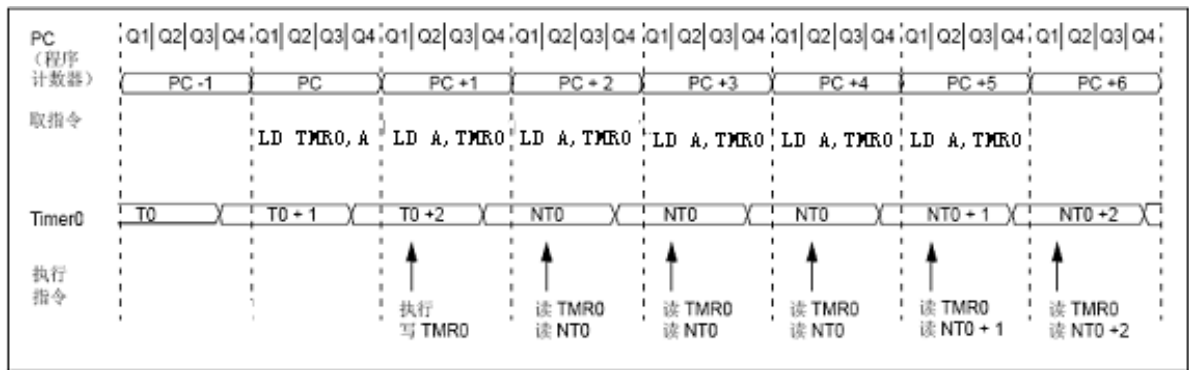 PC
（程序
计数器）
Q1 Q2 Q3 Q4 Q1 Q2 Q3 Q4 Q1 Q2 Q3 Q4 Q1 Q2 Q3 Q4 Q1 Q2 Q3 Q4 Q1 Q2 Q3 Q4 Q1 Q2 Q3 Q4 Q1 Q2 Q3 Q4
PC -1 PC PC +1 PC + 2 PC +3 PC +4 PC +5 PC +6
取指令
LD TMR0, A LD A, TMR0 LD A, TMR0 LD A, TMR0 LD A, TMR0 LD A, TMR0
Timer0 T0 T0 + 1 T0 +2 NT0 NT0 NT0 NT0 + 1 NT0 +2
执行
指令
执行 读 TMR0 读 TMR0 读 TMR0 读 TMR0 读 TMR0
写 TMR0 读 NT0 读 NT0 读 NT0 读 NT0 + 1 读 NT0 +2